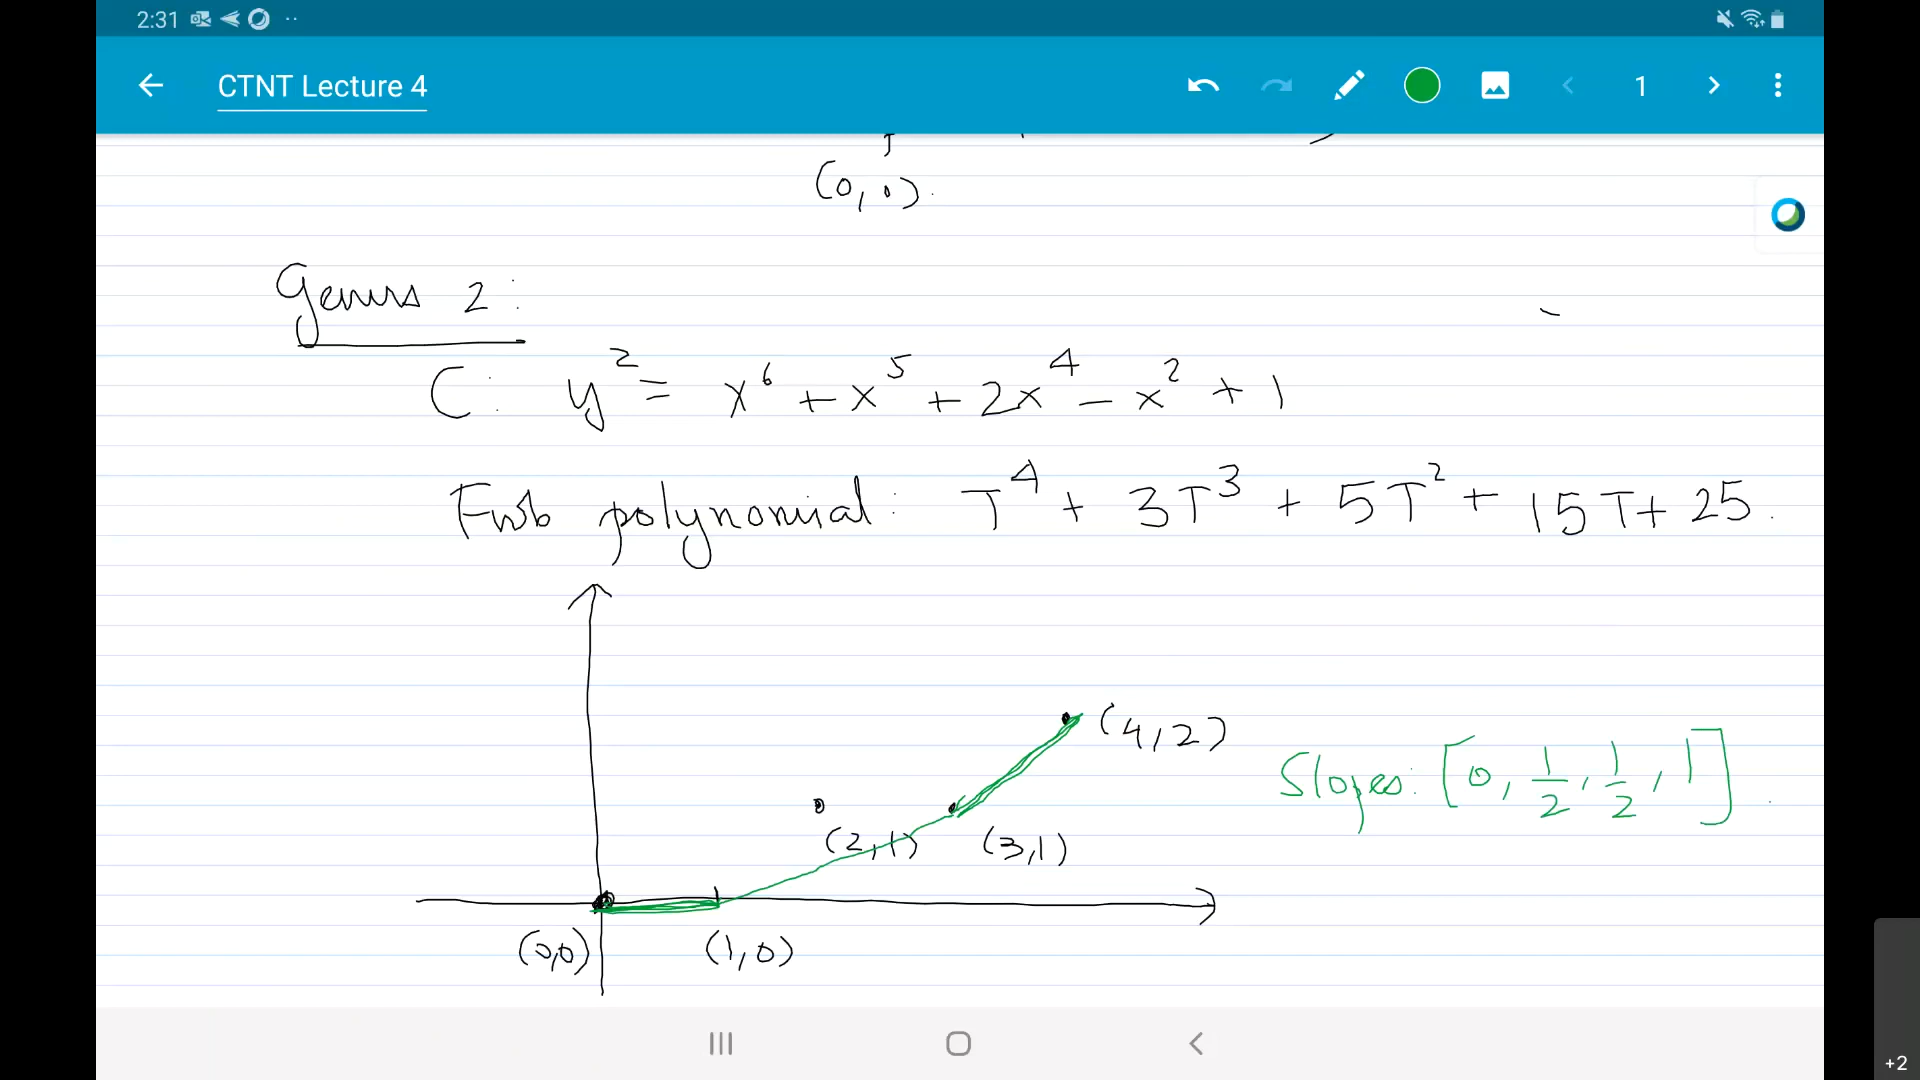 2:31
CTNT Lecture 4
1
(0,0).
Genus 2:
C: y² = x⁶ + x⁵ + 2x⁴ - x² + 1
Frob polynomial: T⁴ + 3T³ + 5T² + 15T + 25.
(4,2)
Slopes: [0, 1/2, 1/2, 1].
(2,1) (3,1)
(0,0) (1,0)
+2